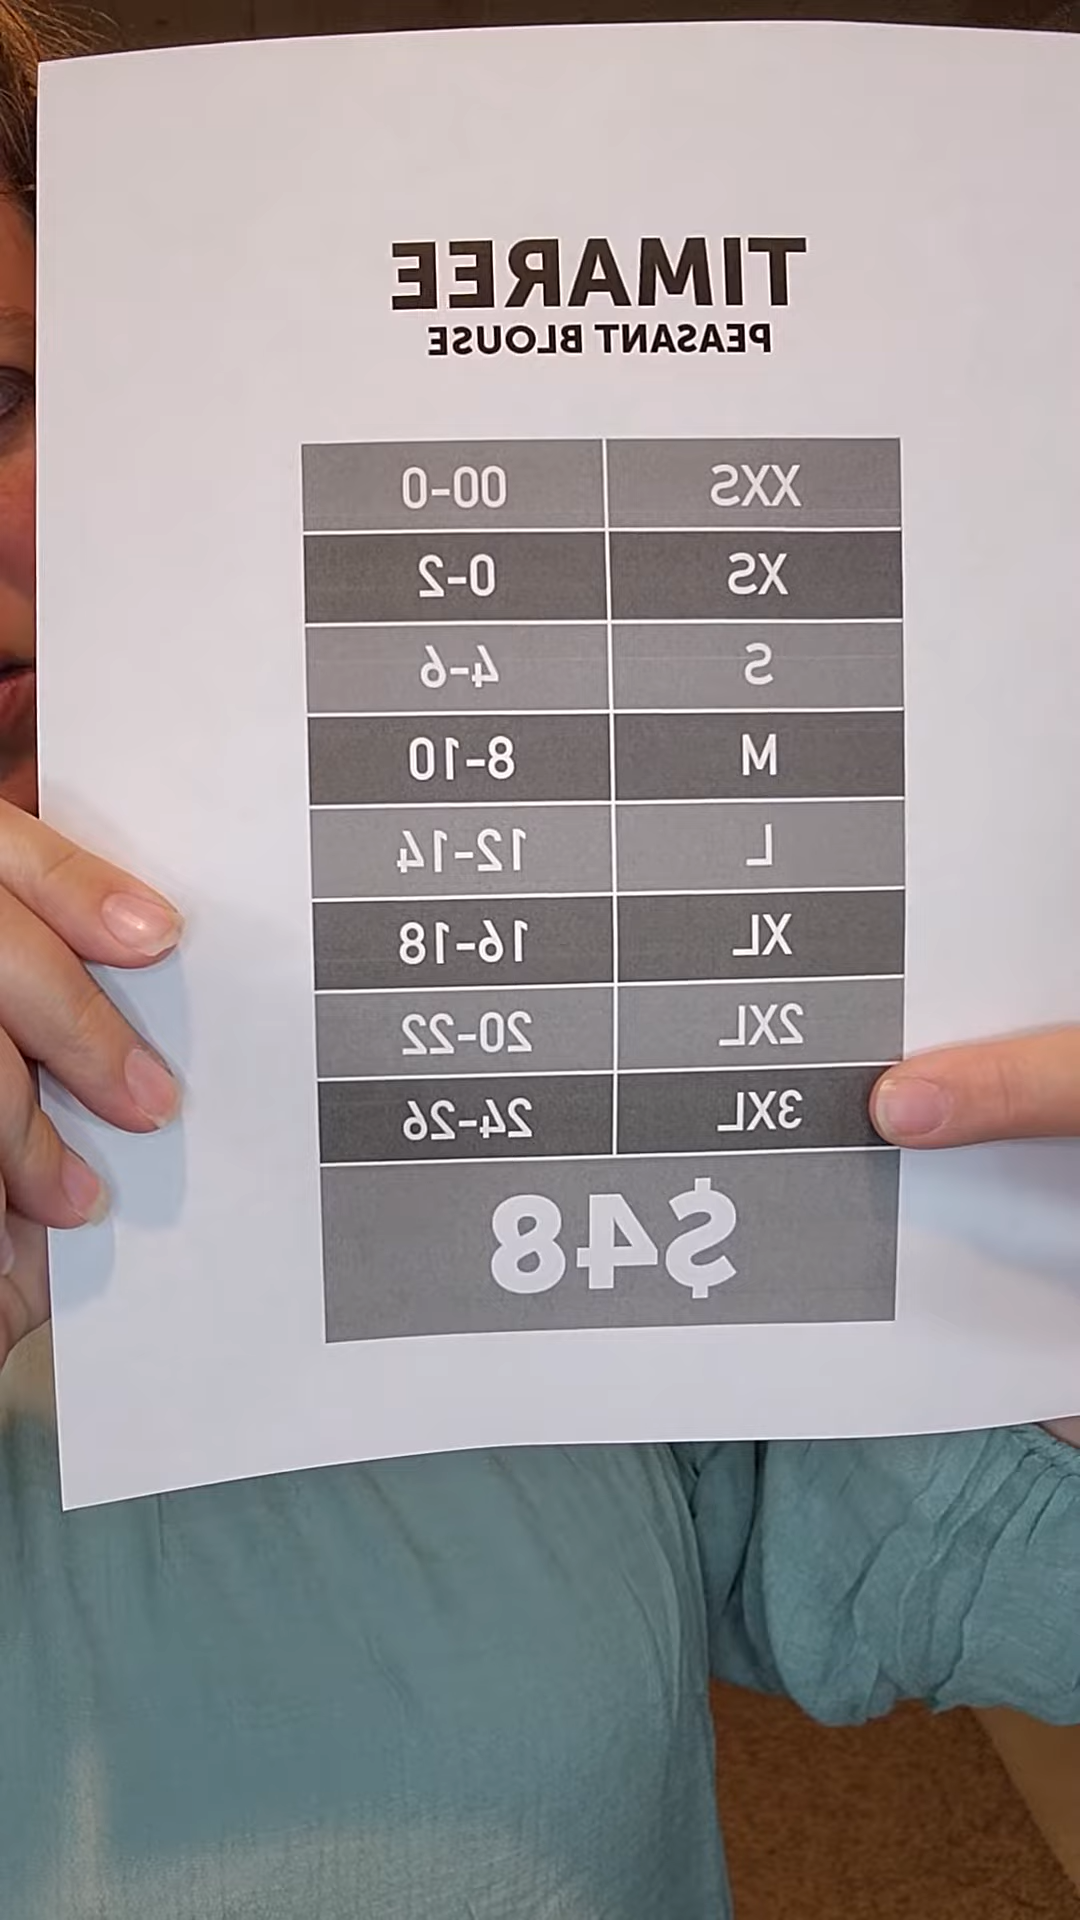 TIMAREE
PEASANT BLOUSE
XXS 00-0
XS 0-2
S 4-6
M 8-10
L 12-14
XL 16-18
2XL 20-22
3XL 24-26
$48